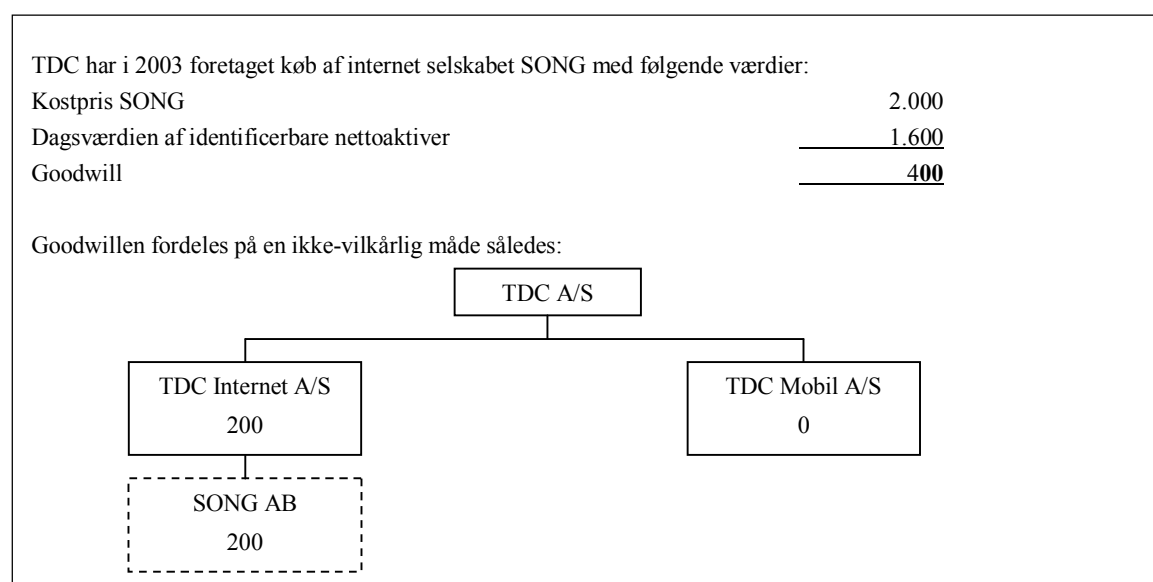 TDC har i 2003 foretaget køb af internet selskabet SONG med følgende værdier:
Kostpris SONG 2.000
Dagsværdien af identificerbare nettoaktiver 1.600
Goodwill 400
Goodwillen fordeles på en ikke-vilkårlig måde således:
TDC A/S
TDC Internet A/S
200
TDC Mobil A/S
0
SONG AB
200